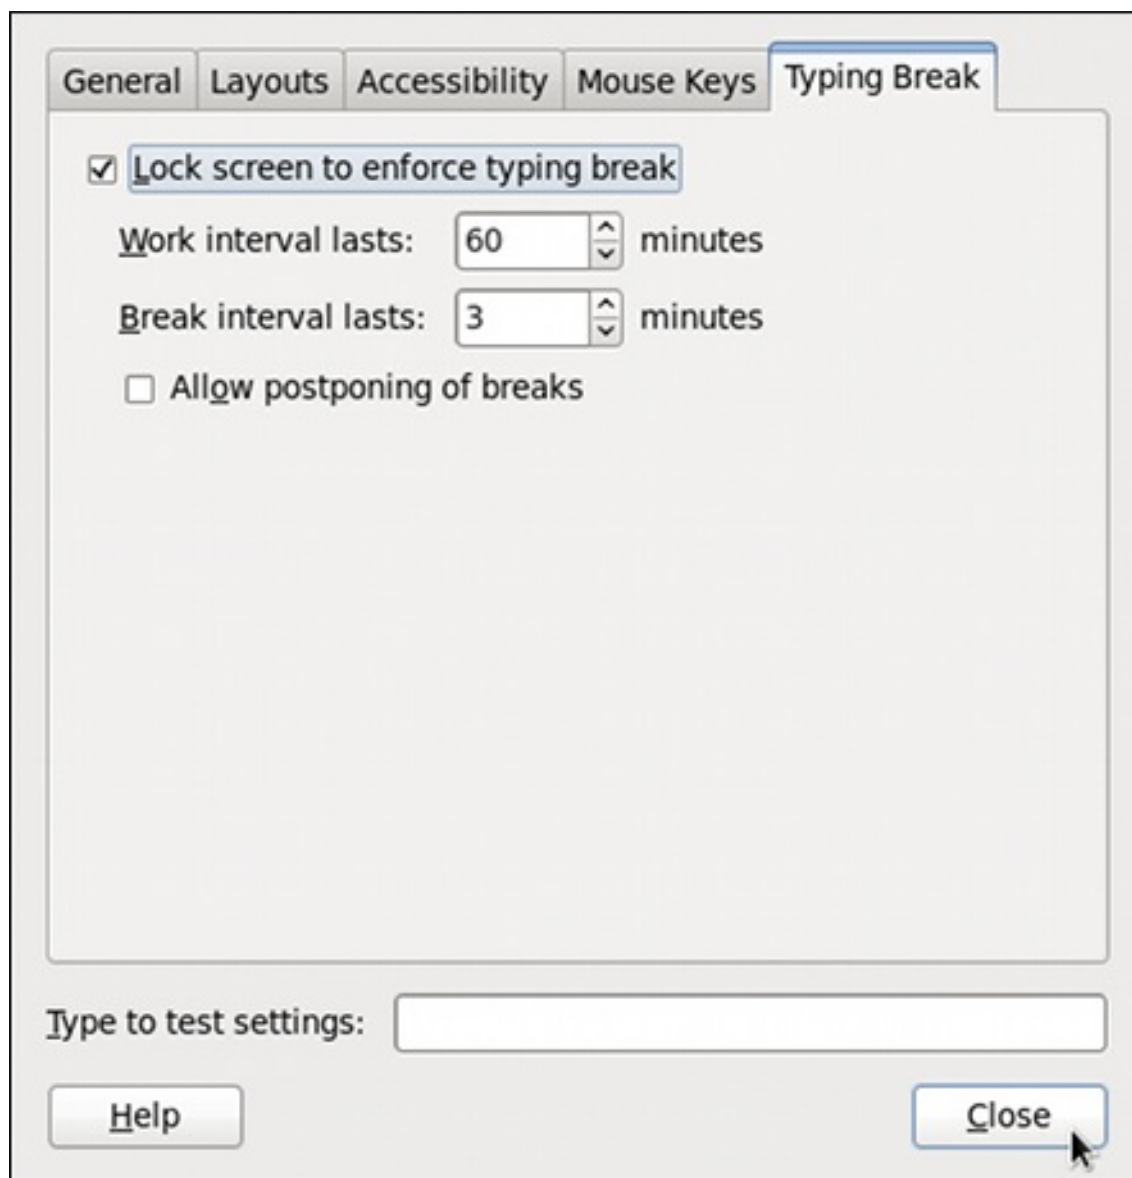 General Layouts Accessibility Mouse Keys Typing Break
Lock screen to enforce typing break
Work interval lasts: 60 minutes
Break interval lasts: 3 minutes
Allow postponing of breaks
Type to test settings:
Help Close